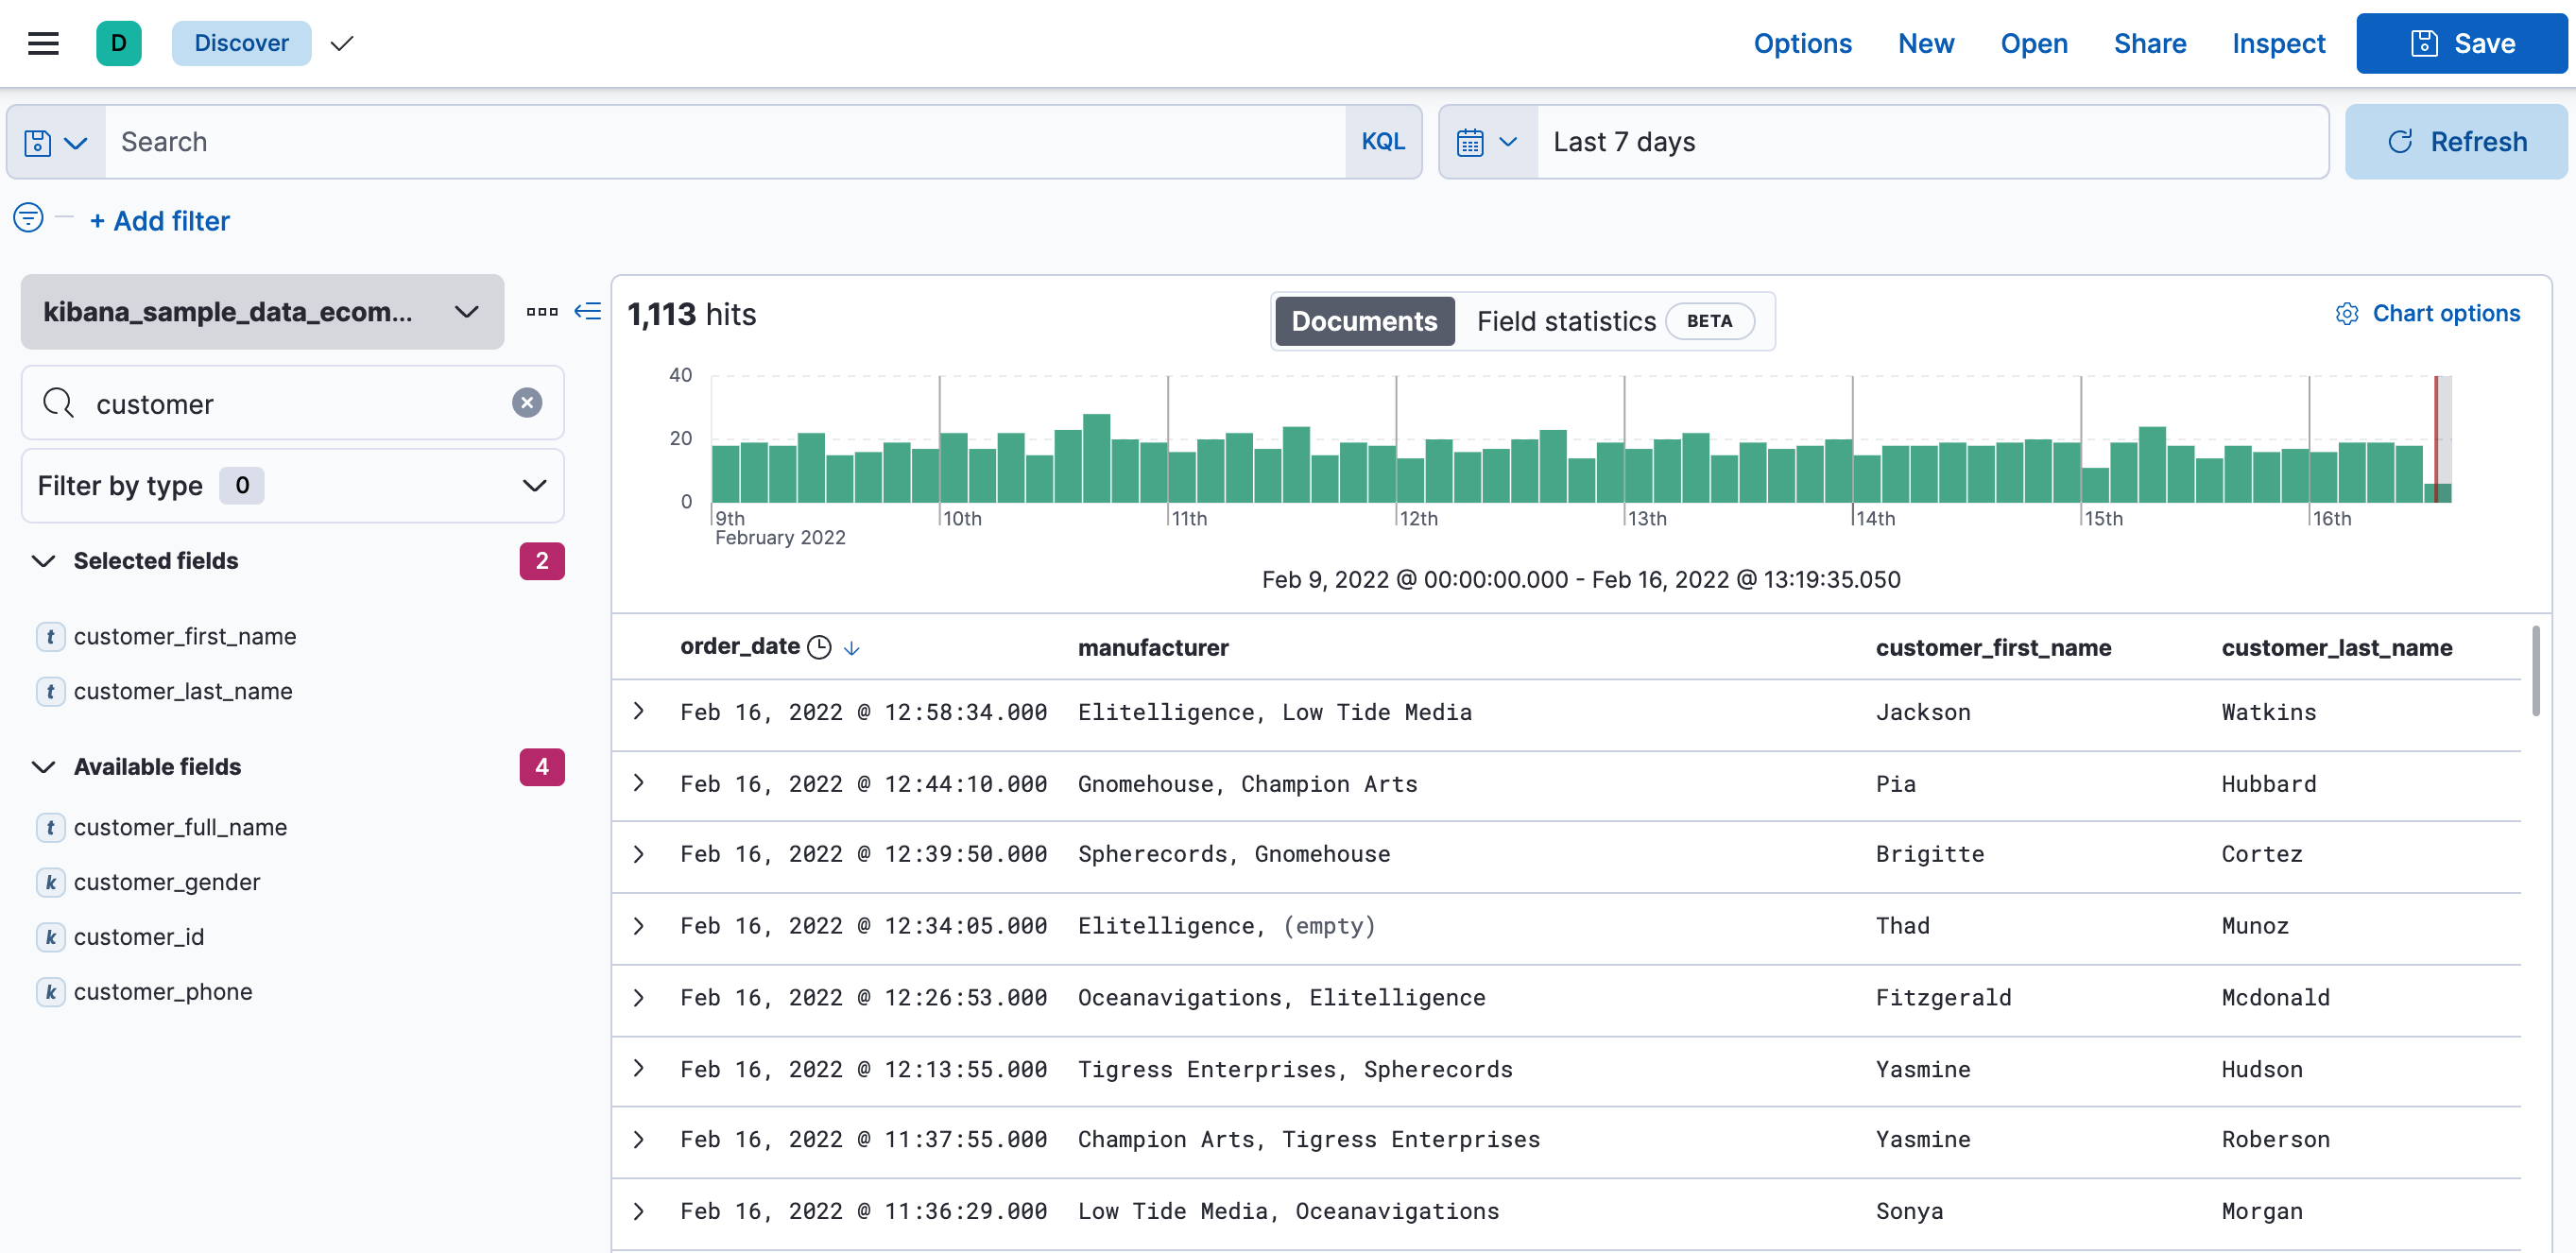 D Discover Options New Open Share Inspect Save
Search KQL Last 7 days Refresh
+ Add filter
kibana_sample_data_ecom...
customer
Filter by type 0
Selected fields 2
t customer_first_name
t customer_last_name
Available fields 4
t customer_full_name
k customer_gender
k customer_id
k customer_phone
1,113 hits Documents Field statistics BETA Chart options
40
20
0
9th 10th 11th 12th 13th 14th 15th 16th
February 2022
Feb 9, 2022 @ 00:00:00.000 - Feb 16, 2022 @ 13:19:35.050
order_date manufacturer customer_first_name customer_last_name
Feb 16, 2022 @ 12:58:34.000 Elitelligence, Low Tide Media Jackson Watkins
Feb 16, 2022 @ 12:44:10.000 Gnomehouse, Champion Arts Pia Hubbard
Feb 16, 2022 @ 12:39:50.000 Spherecords, Gnomehouse Brigitte Cortez
Feb 16, 2022 @ 12:34:05.000 Elitelligence, (empty) Thad Munoz
Feb 16, 2022 @ 12:26:53.000 Oceanavigations, Elitelligence Fitzgerald Mcdonald
Feb 16, 2022 @ 12:13:55.000 Tigress Enterprises, Spherecords Yasmine Hudson
Feb 16, 2022 @ 11:37:55.000 Champion Arts, Tigress Enterprises Yasmine Roberson
Feb 16, 2022 @ 11:36:29.000 Low Tide Media, Oceanavigations Sonya Morgan